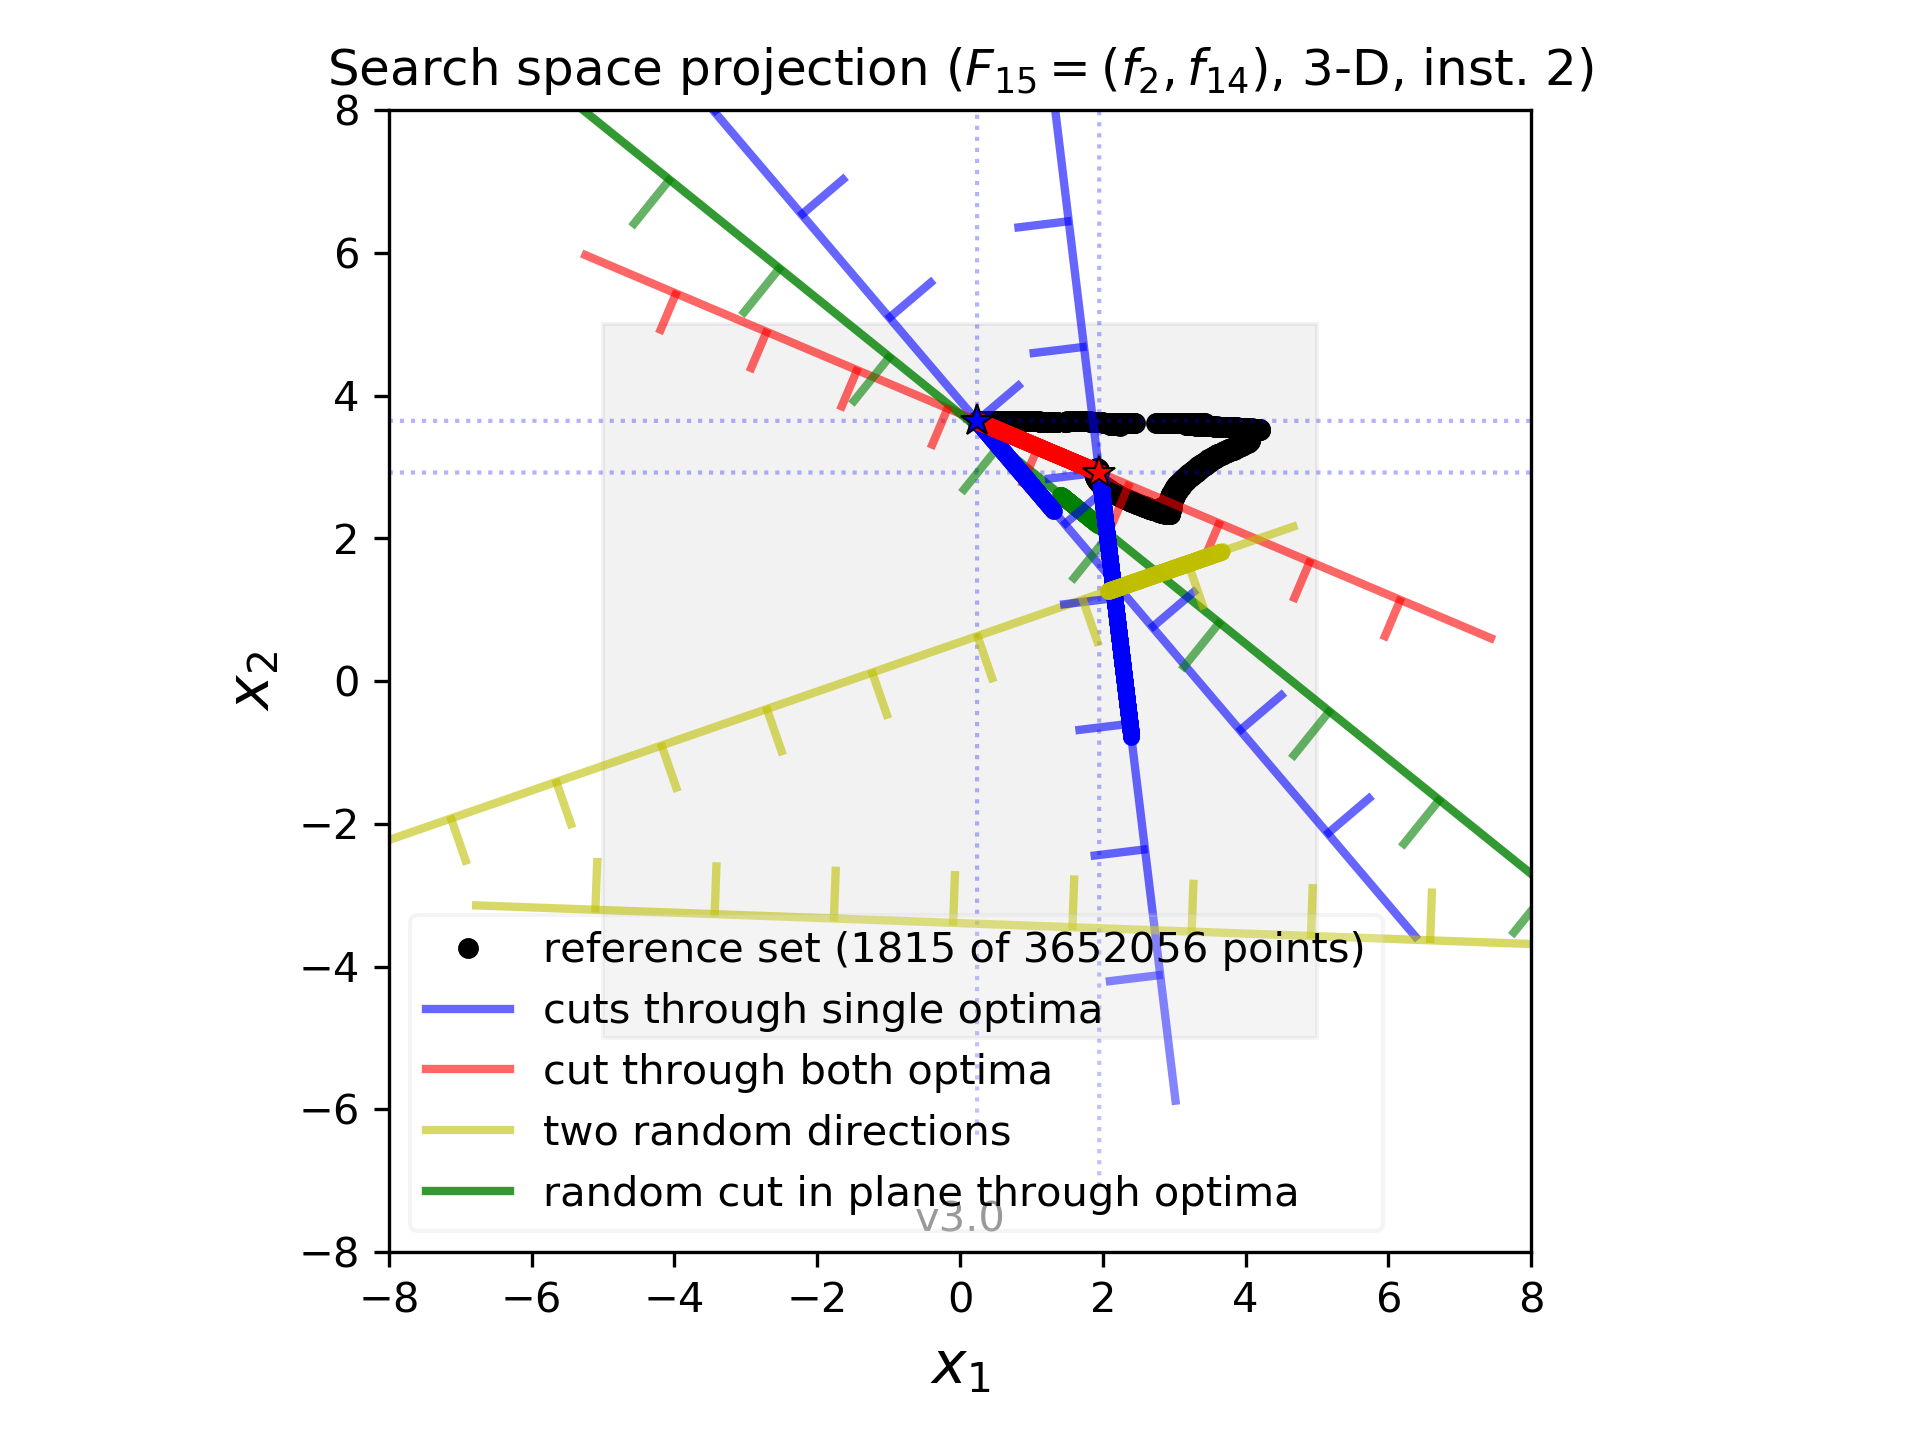 Search space projection (F₁₅ = (f₂, f₁₄), 3-D, inst. 2)
8
6
4
2
0
−2
−4
−6
−8
x₂
reference set (1815 of 3652056 points)
cuts through single optima
cut through both optima
two random directions
random cut in plane through optima
v3.0
−8 −6 −4 −2 0 2 4 6 8
x₁